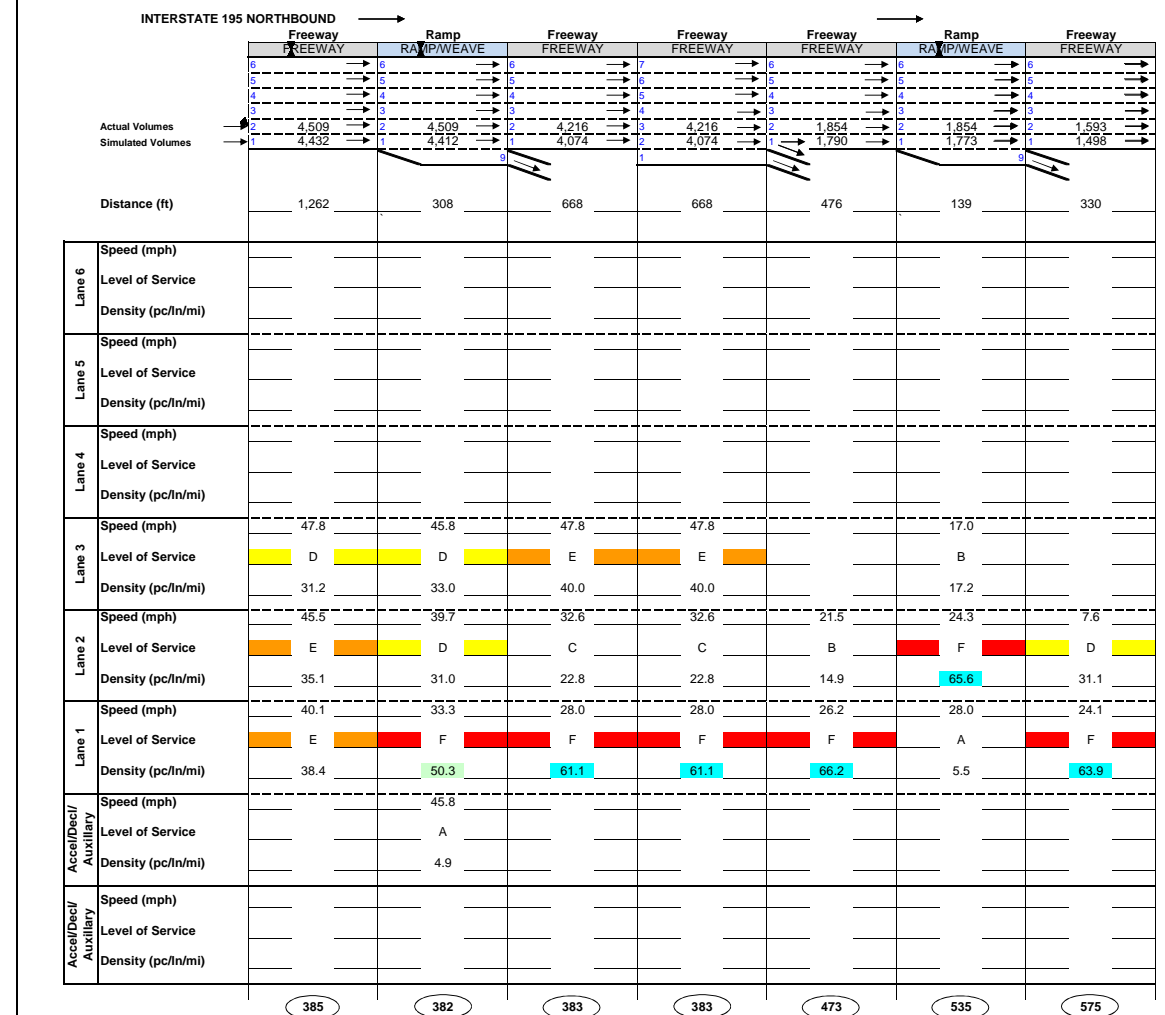 INTERSTATE 195 NORTHBOUND
Freeway Ramp Freeway Freeway Freeway Ramp Freeway
FREEWAY RAMP/WEAVE FREEWAY FREEWAY FREEWAY RAMP/WEAVE FREEWAY
6 6 6 7 6 6 6
5 5 5 6 5 5 5
4 4 4 5 4 4 4
3 3 3 4 3 3 3
Actual Volumes 2 4,509 2 4,509 2 4,216 3 4,216 2 1,854 2 1,854 2 1,593
Simulated Volumes 1 4,432 1 4,412 1 4,074 2 4,074 1 1,790 1 1,773 1 1,498
9 1 9
Distance (ft) 1,262 308 668 668 476 139 330
Lane 6
Speed (mph)
Level of Service
Density (pc/ln/mi)
Lane 5
Speed (mph)
Level of Service
Density (pc/ln/mi)
Lane 4
Speed (mph)
Level of Service
Density (pc/ln/mi)
Lane 3
Speed (mph) 47.8 45.8 47.8 47.8 17.0
Level of Service D D E E B
Density (pc/ln/mi) 31.2 33.0 40.0 40.0 17.2
Lane 2
Speed (mph) 45.5 39.7 32.6 32.6 21.5 24.3 7.6
Level of Service E D C C B F D
Density (pc/ln/mi) 35.1 31.0 22.8 22.8 14.9 65.6 31.1
Lane 1
Speed (mph) 40.1 33.3 28.0 28.0 26.2 28.0 24.1
Level of Service E F F F F A F
Density (pc/ln/mi) 38.4 50.3 61.1 61.1 66.2 5.5 63.9
Accel/Decl/
Auxillary
Speed (mph) 45.8
Level of Service A
Density (pc/ln/mi) 4.9
Accel/Decl/
Auxillary
Speed (mph)
Level of Service
Density (pc/ln/mi)
385 382 383 383 473 535 575